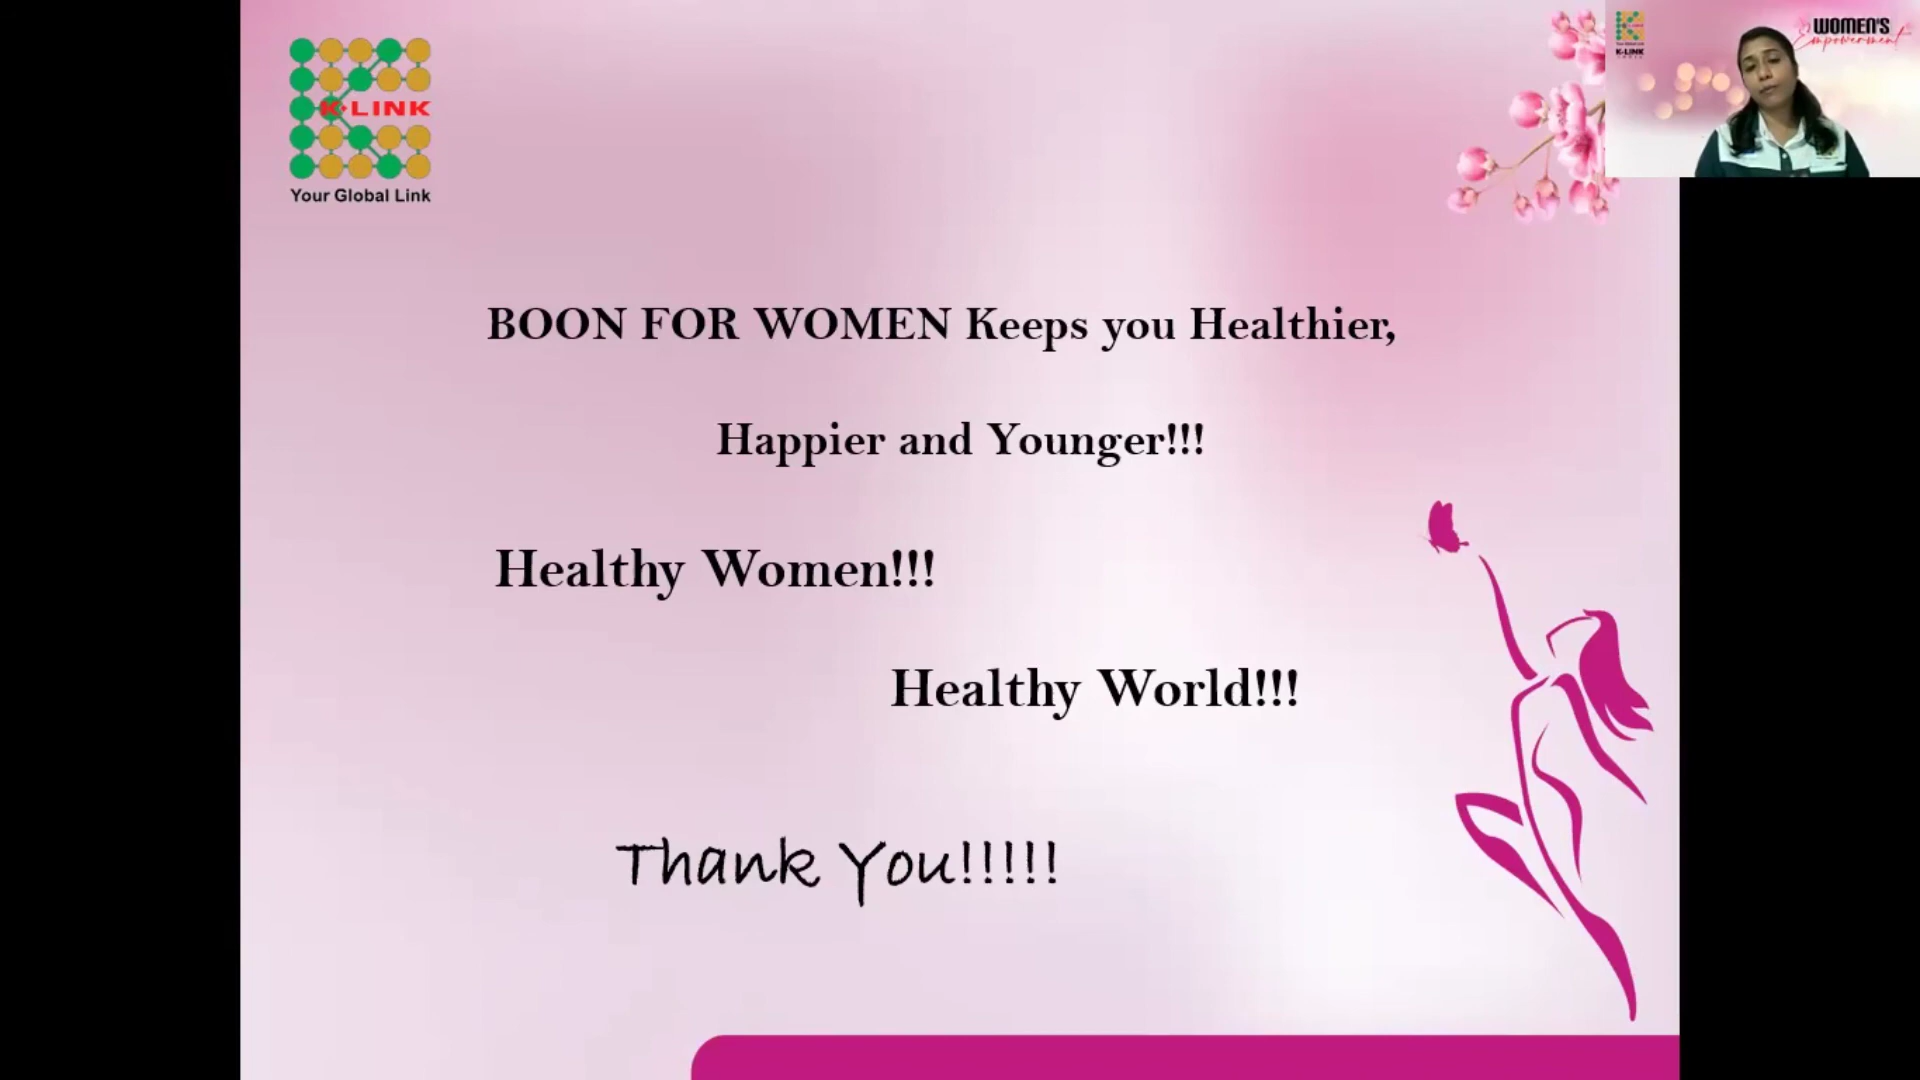 K-LINK
Your Global Link
K-LINK
WOMEN'S
Empowerment
BOON FOR WOMEN Keeps you Healthier,
Happier and Younger!!!
Healthy Women!!!
Healthy World!!!
Thank You!!!!!